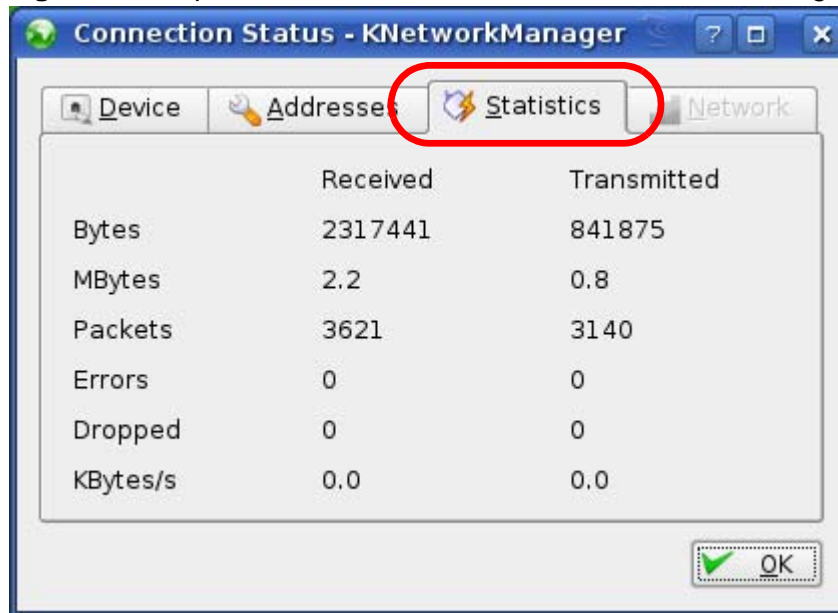 Connection Status - KNetworkManager
Device Addresses Statistics Network
Received Transmitted
Bytes 2317441 841875
MBytes 2.2 0.8
Packets 3621 3140
Errors 0 0
Dropped 0 0
KBytes/s 0.0 0.0
OK